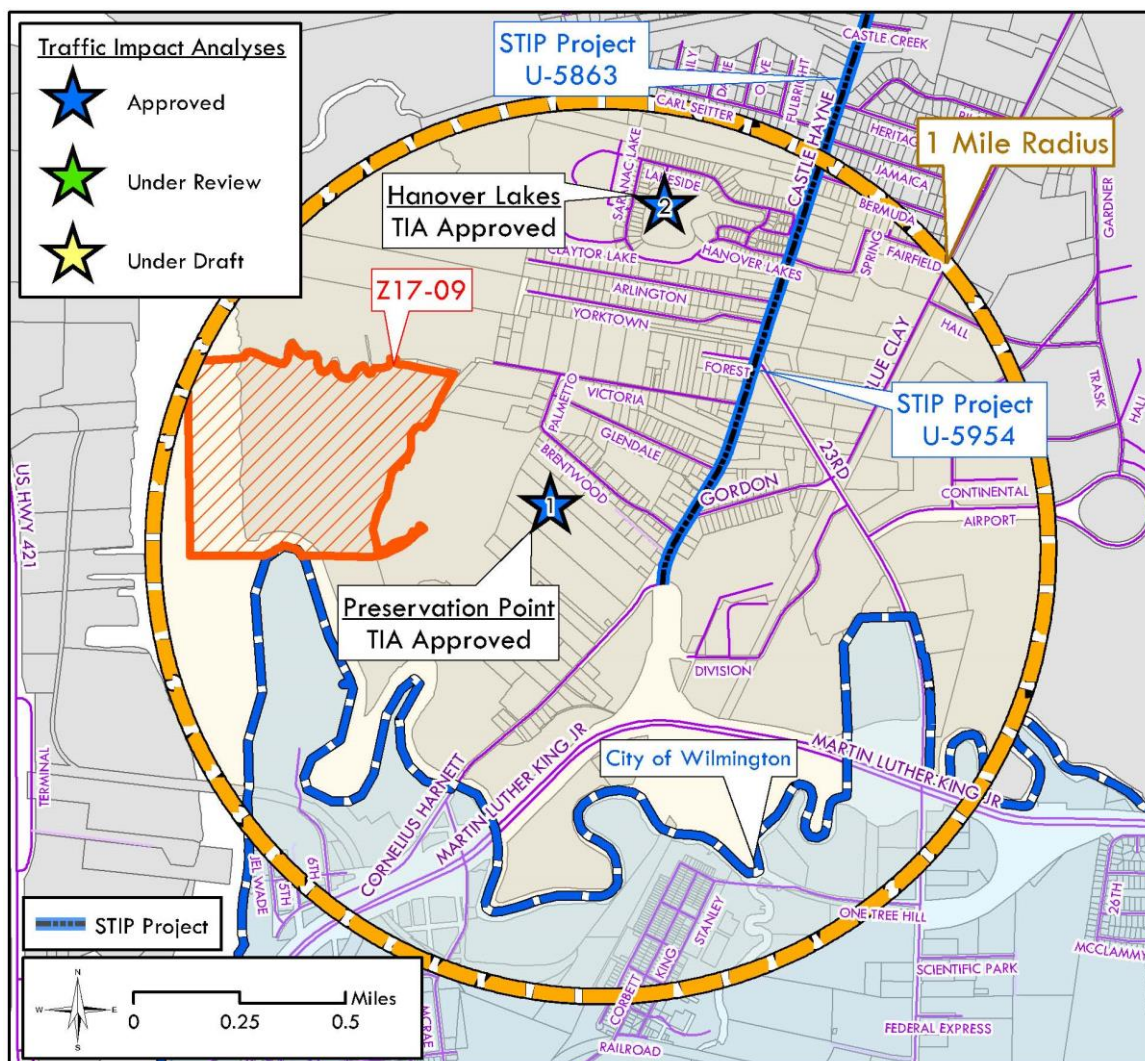 Traffic Impact Analyses
Approved
Under Review
Under Draft
STIP Project
U-5863
CASTLE CREEK
OLIVE
FULBRIGHT
CARL SEITTER
CASTLE HAYNE
HERITAGE
JAMAICA
BERMUDA
1 Mile Radius
GARDNER
Hanover Lakes
TIA Approved
SARANAC LAKE
LAKESIDE
2
CLAYTOR LAKE
HANOVER LAKES
SPRING
FAIRFIELD
ARLINGTON
YORKTOWN
Z17-09
HALL
BLUE CLAY
FOREST
TRASK
HALL
PALMETTO
VICTORIA
STIP Project
U-5954
GLENDALE
BRENTWOOD
23RD
GORDON
CONTINENTAL
AIRPORT
US HWY 421
1
Preservation Point
TIA Approved
DIVISION
TERMINAL
CORNELIUS HARNETT
MARTIN LUTHER KING JR
City of Wilmington
MARTIN LUTHER KING JR
JEL WADE
5TH
6TH
STANLEY
KING
CORBETT
ONE TREE HILL
26TH
MCCLAMMY
SCIENTIFIC PARK
FEDERAL EXPRESS
RAILROAD
MCRAE
STIP Project
N
W
E
S
Miles
0
0.25
0.5